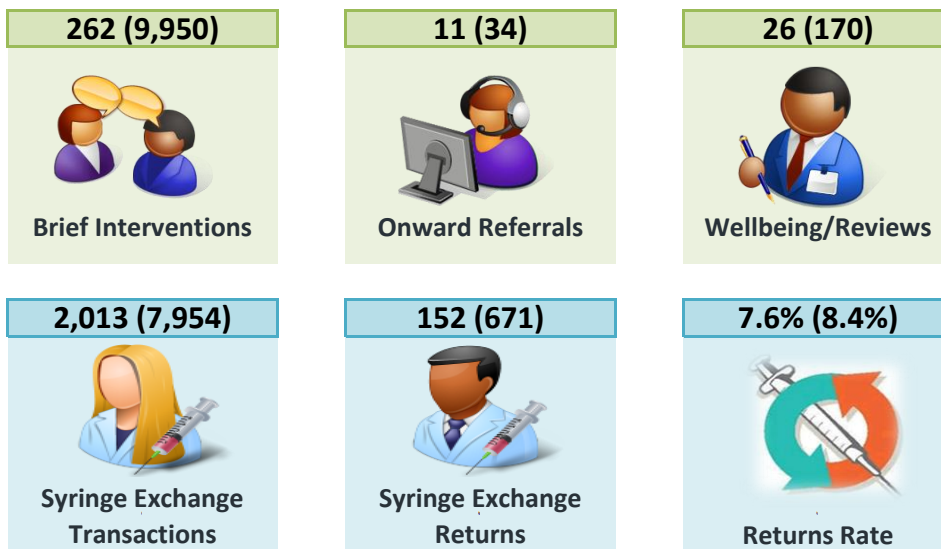 262 (9,950)
11 (34)
26 (170)
Brief Interventions
Onward Referrals
Wellbeing/Reviews
2,013 (7,954)
152 (671)
7.6% (8.4%)
Syringe Exchange
Transactions
Syringe Exchange
Returns
Returns Rate